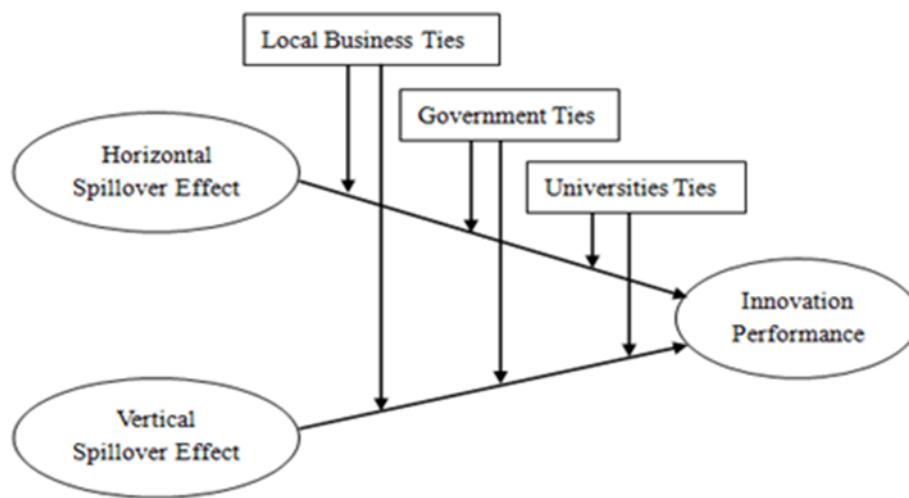 Local Business Ties
Government Ties
Horizontal
Spillover Effect
Universities Ties
Innovation
Performance
Vertical
Spillover Effect